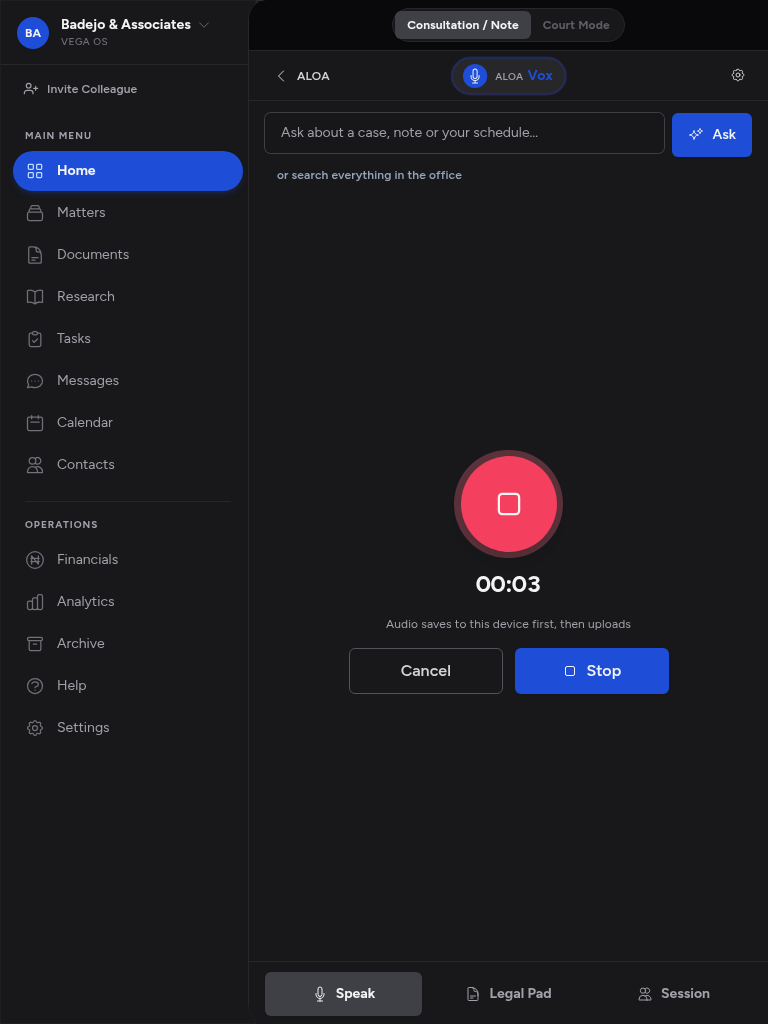 BA
Badejo & Associates
VEGA OS
Invite Colleague
MAIN MENU
Home
Matters
Documents
Research
Tasks
Messages
Calendar
Contacts
OPERATIONS
Financials
Analytics
Archive
Help
Settings
Consultation / Note
Court Mode
ALOA
ALOA Vox
Ask about a case, note or your schedule...
Ask
or search everything in the office
00:03
Audio saves to this device first, then uploads
Cancel
Stop
Speak
Legal Pad
Session